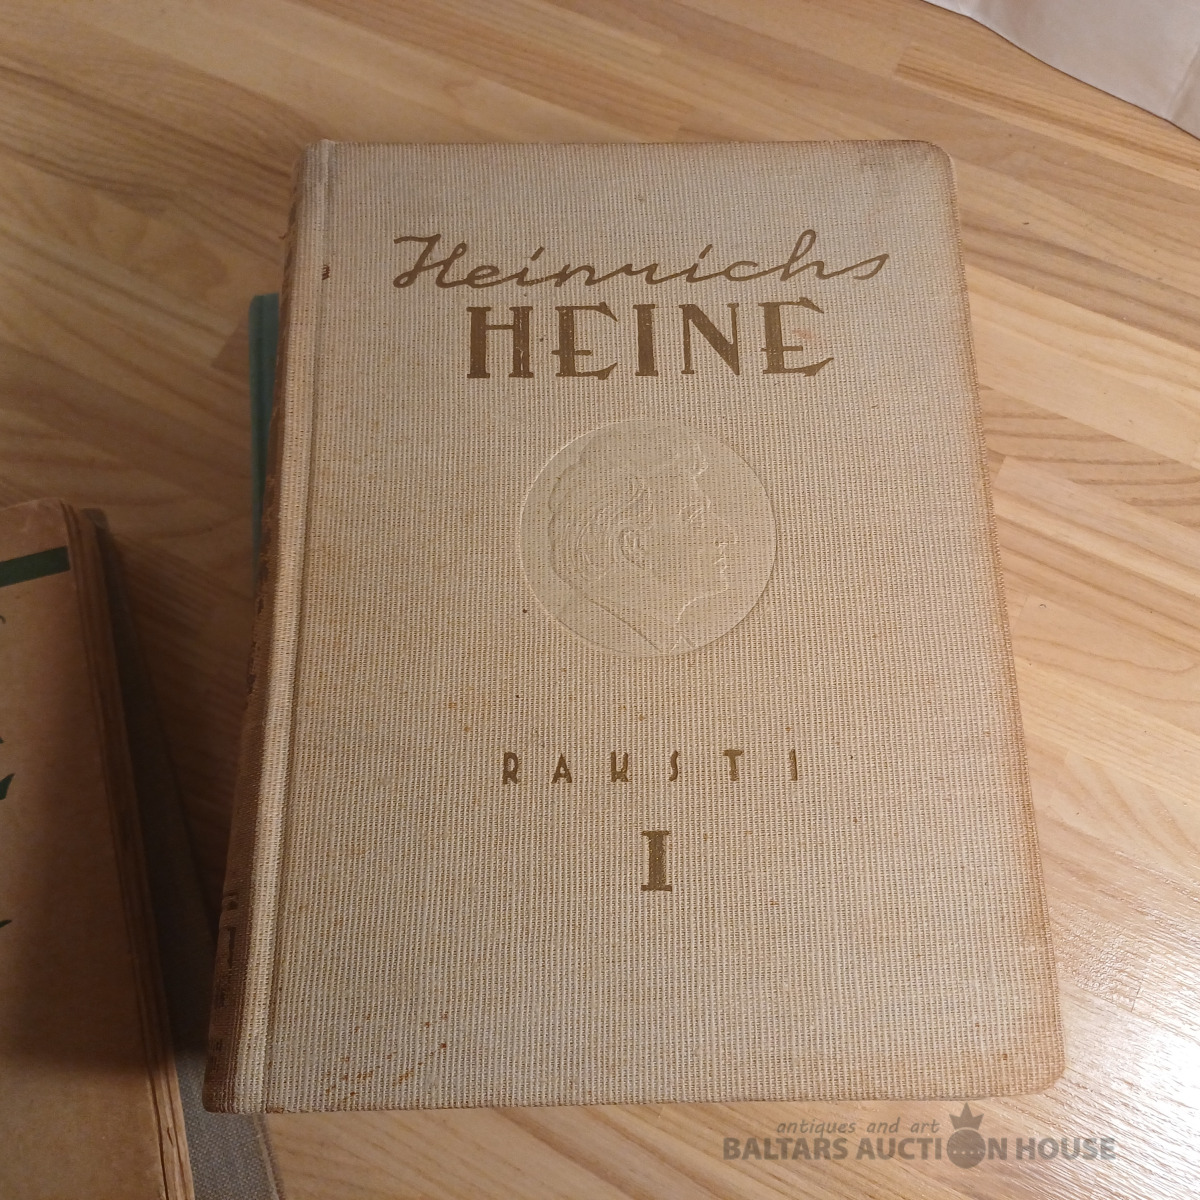 Heinrichs
HEINE
RAKSTI
I
antiques and art
BALTARS AUCTION HOUSE